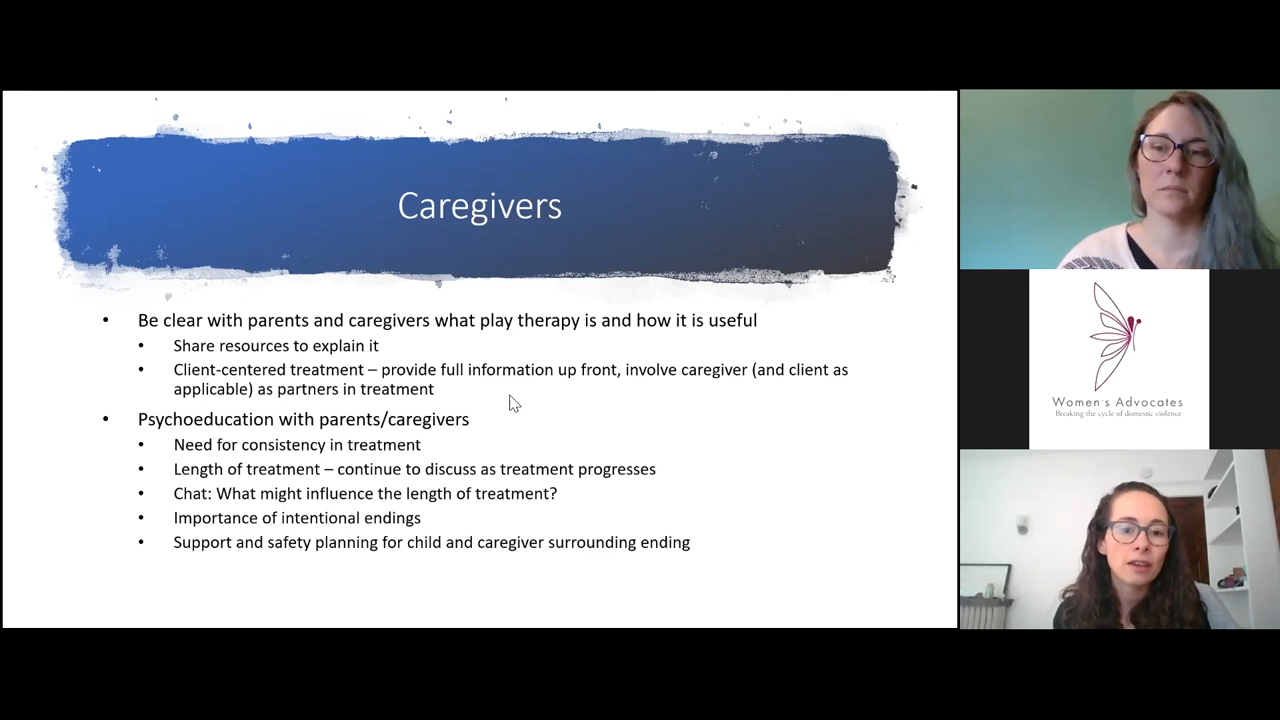 Caregivers
• Be clear with parents and caregivers what play therapy is and how it is useful
• Share resources to explain it
• Client-centered treatment – provide full information up front, involve caregiver (and client as
applicable) as partners in treatment
• Psychoeducation with parents/caregivers
• Need for consistency in treatment
• Length of treatment – continue to discuss as treatment progresses
• Chat: What might influence the length of treatment?
• Importance of intentional endings
• Support and safety planning for child and caregiver surrounding ending
Women's Advocates
Breaking the cycle of domestic violence